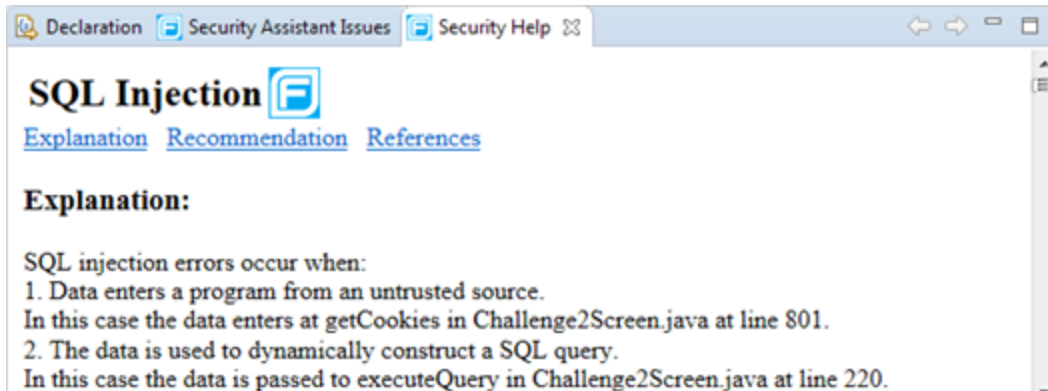 Declaration Security Assistant Issues Security Help
SQL Injection
Explanation Recommendation References
Explanation:
SQL injection errors occur when:
1. Data enters a program from an untrusted source.
In this case the data enters at getCookies in Challenge2Screen.java at line 801.
2. The data is used to dynamically construct a SQL query.
In this case the data is passed to executeQuery in Challenge2Screen.java at line 220.